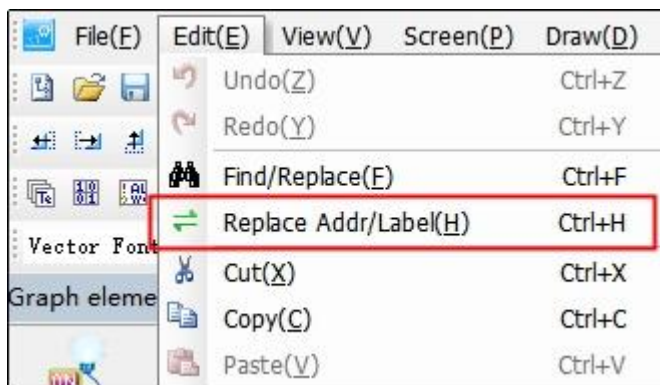 File(F) Edit(E) View(V) Screen(P) Draw(D)
Undo(Z) Ctrl+Z
Redo(Y) Ctrl+Y
Find/Replace(F) Ctrl+F
Replace Addr/Label(H) Ctrl+H
Vector Font
Cut(X) Ctrl+X
Graph eleme
Copy(C) Ctrl+C
Paste(V) Ctrl+V